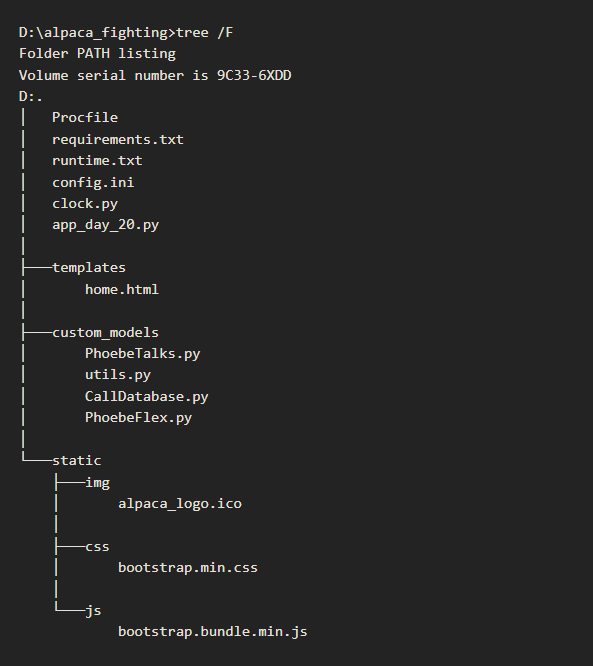 D:\alpaca_fighting>tree /F
Folder PATH listing
Volume serial number is 9C33-6XDD
D:.
│   Procfile
│   requirements.txt
│   runtime.txt
│   config.ini
│   clock.py
│   app_day_20.py
│
├───templates
│       home.html
│
├───custom_models
│       PhoebeTalks.py
│       utils.py
│       CallDatabase.py
│       PhoebeFlex.py
│
└───static
    ├───img
    │       alpaca_logo.ico
    │
    ├───css
    │       bootstrap.min.css
    │
    └───js
            bootstrap.bundle.min.js